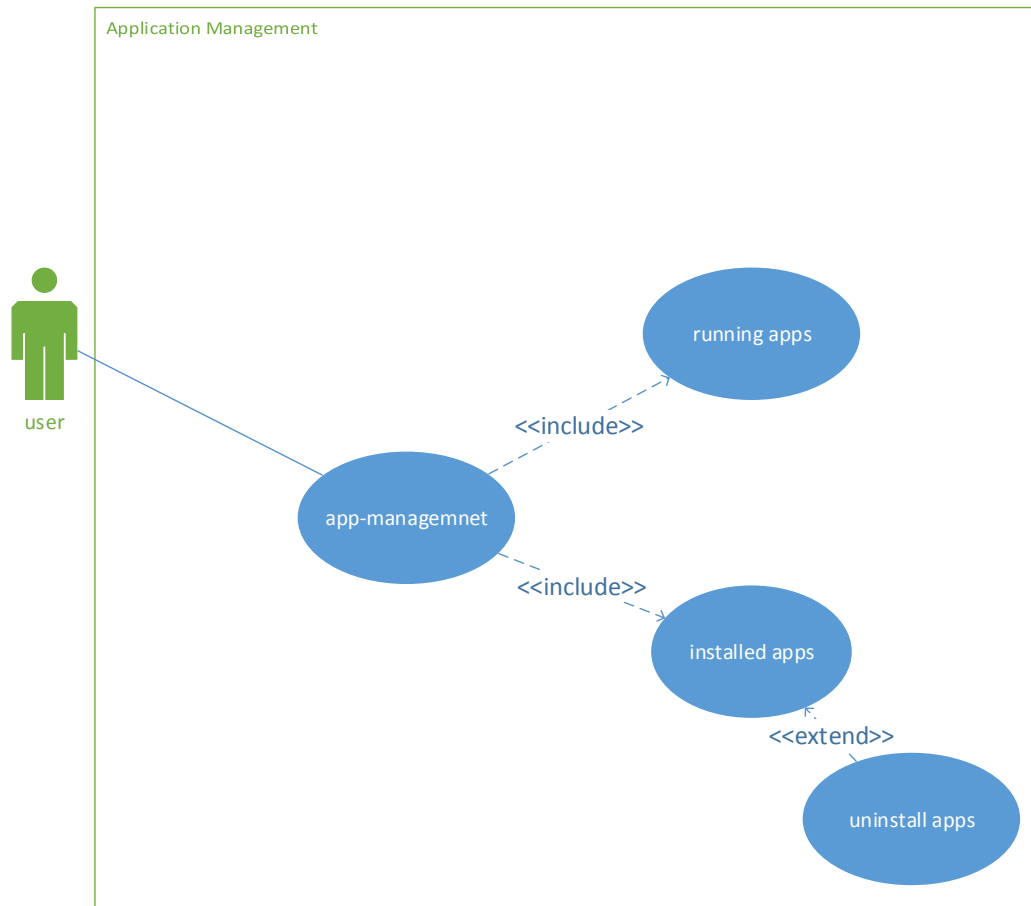 Application Management
running apps
user
<<include>>
app-managemnet
<<include>>
installed apps
<<extend>>
uninstall apps